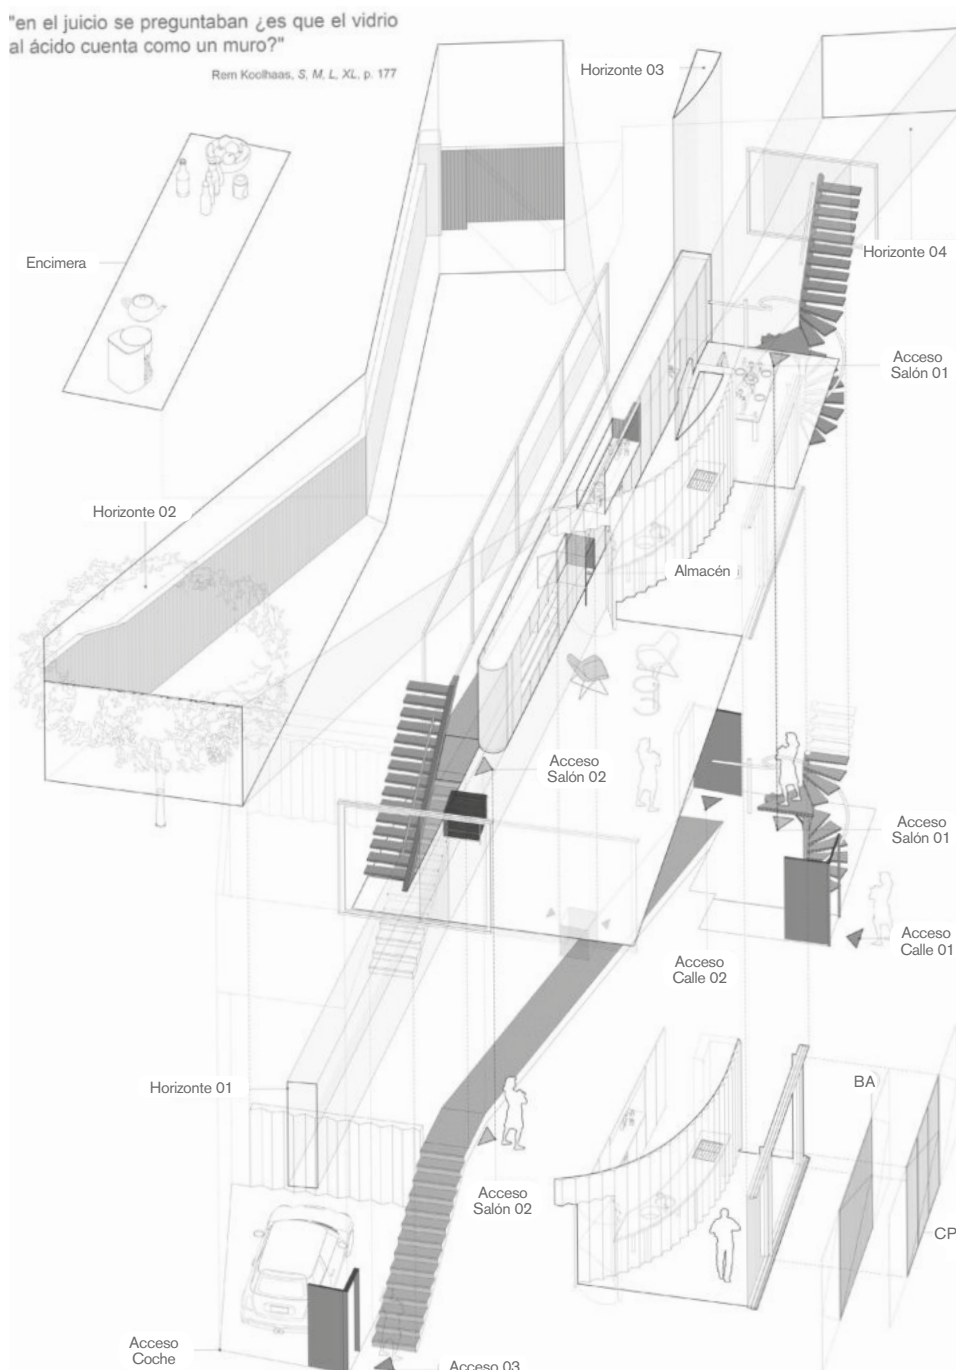 "en el juicio se preguntaban ¿es que el vidrio
al ácido cuenta como un muro?"
Rem Koolhaas, S, M, L, XL, p. 177
Horizonte 03
Horizonte 04
Encimera
Acceso
Salón 01
Horizonte 02
Almacén
Acceso
Salón 02
Acceso
Salón 01
Acceso
Calle 01
Acceso
Calle 02
Horizonte 01
BA
Acceso
Salón 02
CP
Acceso
Coche
Acceso 03